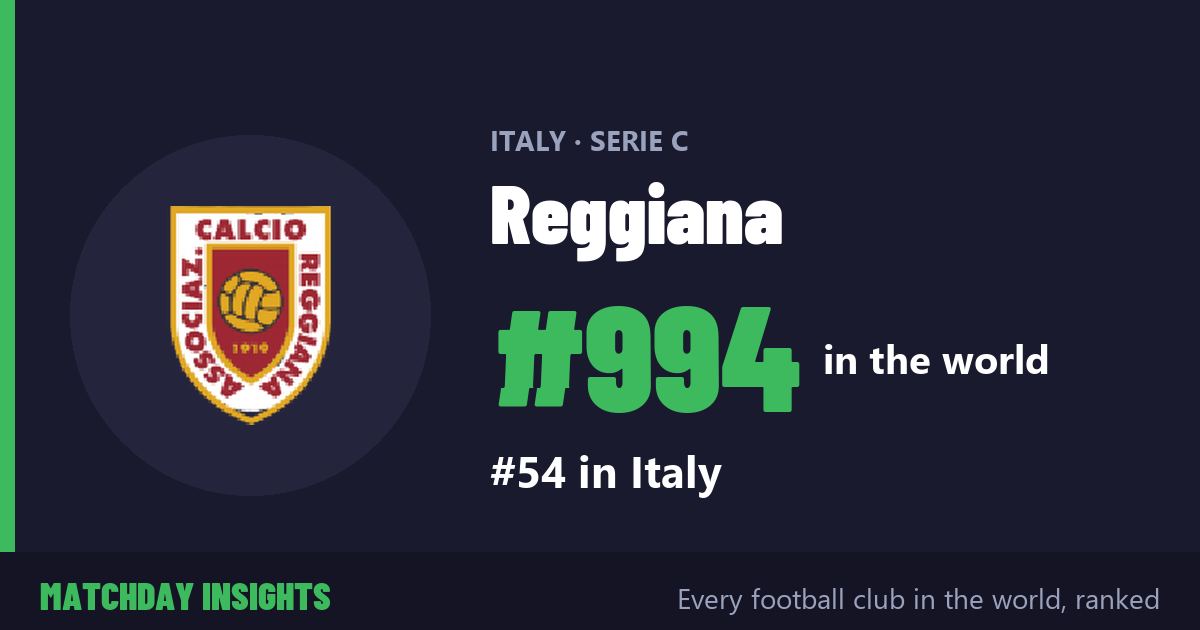 ITALY · SERIE C
Reggiana
#994 in the world
#54 in Italy
CALCIO
ASSOCIAZ.
REGGIANA
1919
MATCHDAY INSIGHTS
Every football club in the world, ranked